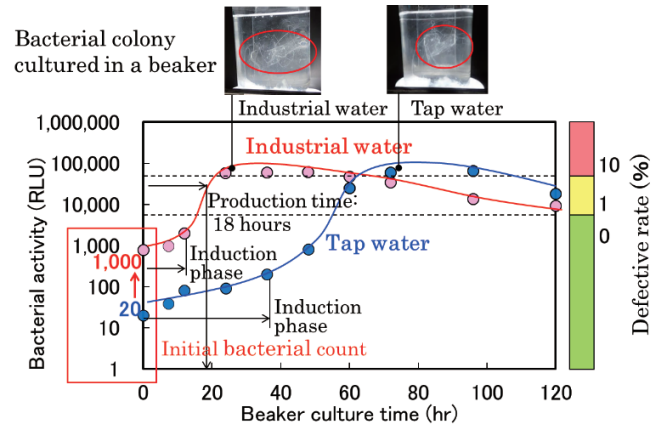 Bacterial colony
cultured in a beaker
Industrial water
Tap water
Bacterial activity (RLU)
1,000,000
100,000
10,000
1,000
100
10
1
1,000
20
Industrial water
Production time:
18 hours
Induction
phase
Tap water
Induction
phase
Initial bacterial count
0
20
40
60
80
100
120
Beaker culture time (hr)
10
1
0
Defective rate (%)